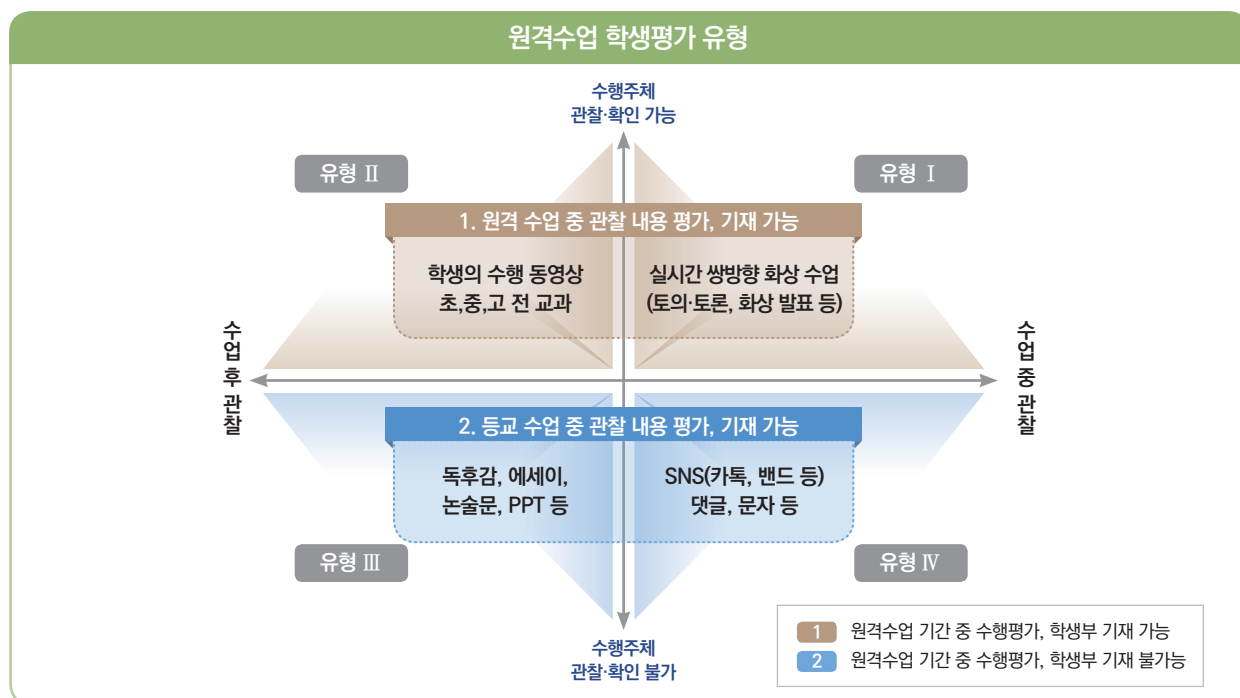 원격수업 학생평가 유형
수행주체
관찰·확인 가능
유형 Ⅱ
유형 Ⅰ
1. 원격 수업 중 관찰 내용 평가, 기재 가능
학생의 수행 동영상
초,중,고 전 교과
실시간 쌍방향 화상 수업
(토의·토론, 화상 발표 등)
수업 후 관찰
수업 중 관찰
2. 등교 수업 중 관찰 내용 평가, 기재 가능
독후감, 에세이,
논술문, PPT 등
SNS(카톡, 밴드 등)
댓글, 문자 등
유형 Ⅲ
유형 Ⅳ
수행주체
관찰·확인 불가
1 원격수업 기간 중 수행평가, 학생부 기재 가능
2 원격수업 기간 중 수행평가, 학생부 기재 불가능